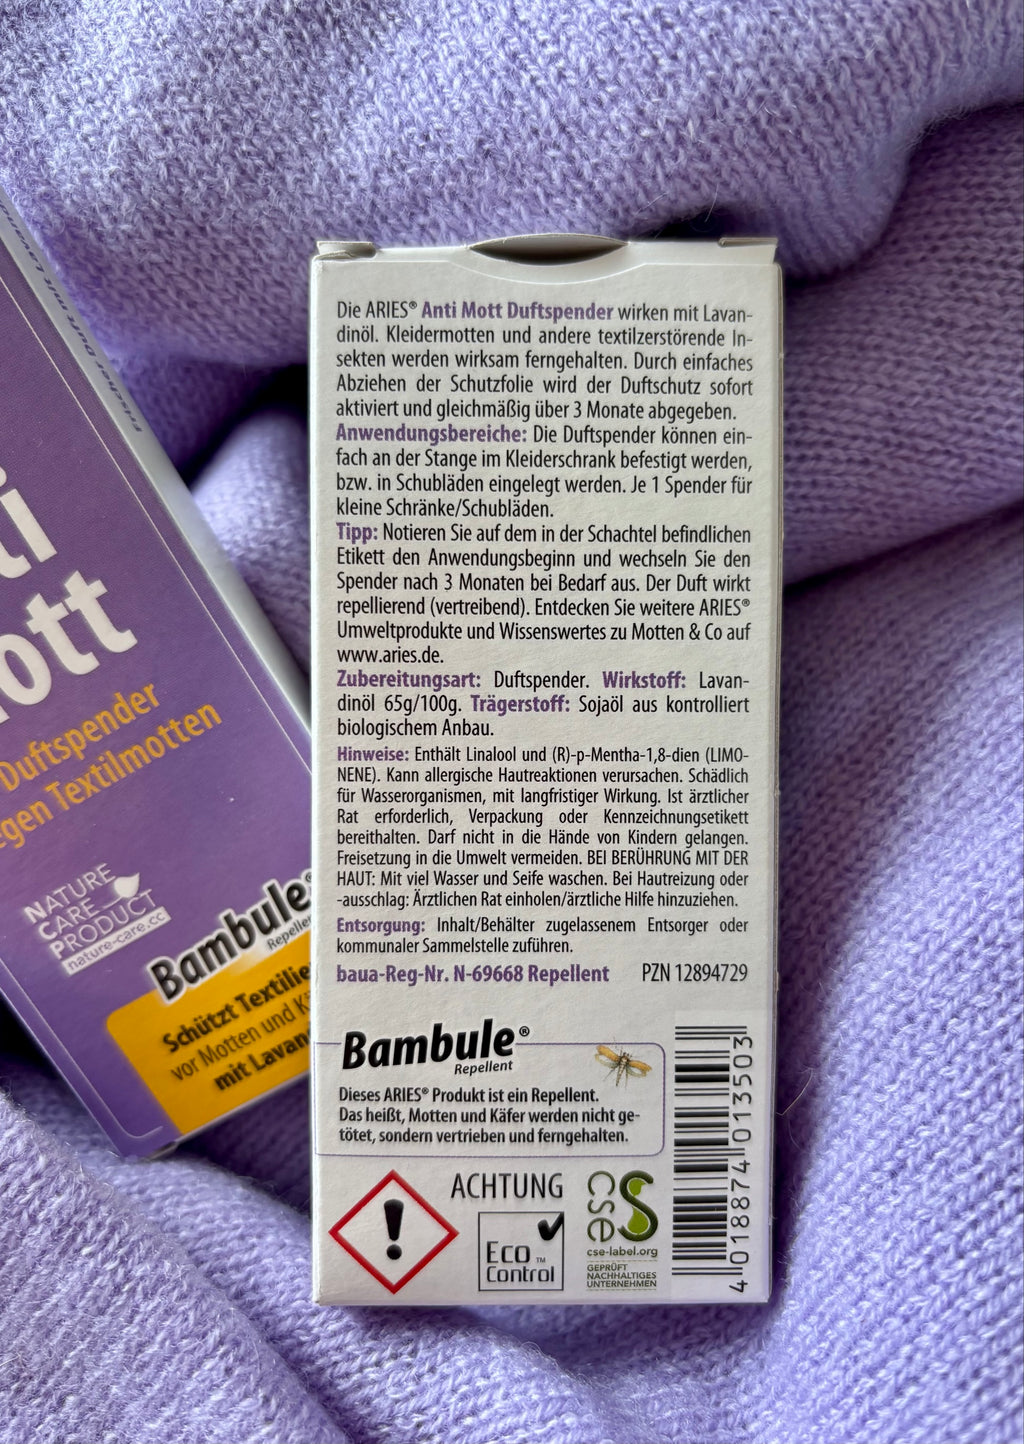 Frischer Duft mit Lavend
ti
ott
Duftspender
egen Textilmotten
NATURE
CARE
PRODUCT
nature-care.cc
Bambule®
Repeller
Schützt Textilie
vor Motten und K
mit Lavan
Die ARIES® Anti Mott Duftspender wirken mit Lavan-
dinöl. Kleidermotten und andere textilzerstörende In-
sekten werden wirksam ferngehalten. Durch einfaches
Abziehen der Schutzfolie wird der Duftschutz sofort
aktiviert und gleichmäßig über 3 Monate abgegeben.
Anwendungsbereiche: Die Duftspender können ein-
fach an der Stange im Kleiderschrank befestigt werden,
bzw. in Schubläden eingelegt werden. Je 1 Spender für
kleine Schränke/Schubläden.
Tipp: Notieren Sie auf dem in der Schachtel befindlichen
Etikett den Anwendungsbeginn und wechseln Sie den
Spender nach 3 Monaten bei Bedarf aus. Der Duft wirkt
repellierend (vertreibend). Entdecken Sie weitere ARIES®
Umweltprodukte und Wissenswertes zu Motten & Co auf
www.aries.de.
Zubereitungsart: Duftspender. Wirkstoff: Lavan-
dinöl 65g/100g. Trägerstoff: Sojaöl aus kontrolliert
biologischem Anbau.
Hinweise: Enthält Linalool und (R)-p-Mentha-1,8-dien (LIMO-
NENE). Kann allergische Hautreaktionen verursachen. Schädlich
für Wasserorganismen, mit langfristiger Wirkung. Ist ärztlicher
Rat erforderlich, Verpackung oder Kennzeichnungsetikett
bereithalten. Darf nicht in die Hände von Kindern gelangen.
Freisetzung in die Umwelt vermeiden. BEI BERÜHRUNG MIT DER
HAUT: Mit viel Wasser und Seife waschen. Bei Hautreizung oder
-ausschlag: Ärztlichen Rat einholen/ärztliche Hilfe hinzuziehen.
Entsorgung: Inhalt/Behälter zugelassenem Entsorger oder
kommunaler Sammelstelle zuführen.
baua-Reg-Nr. N-69668 Repellent PZN 12894729
Bambule®
Repellent
Dieses ARIES® Produkt ist ein Repellent.
Das heißt, Motten und Käfer werden nicht ge-
tötet, sondern vertrieben und ferngehalten.
ACHTUNG
Eco ™
Control
cse
cse-label.org
GEPRÜFT
NACHHALTIGES
UNTERNEHMEN
4 018874 013503